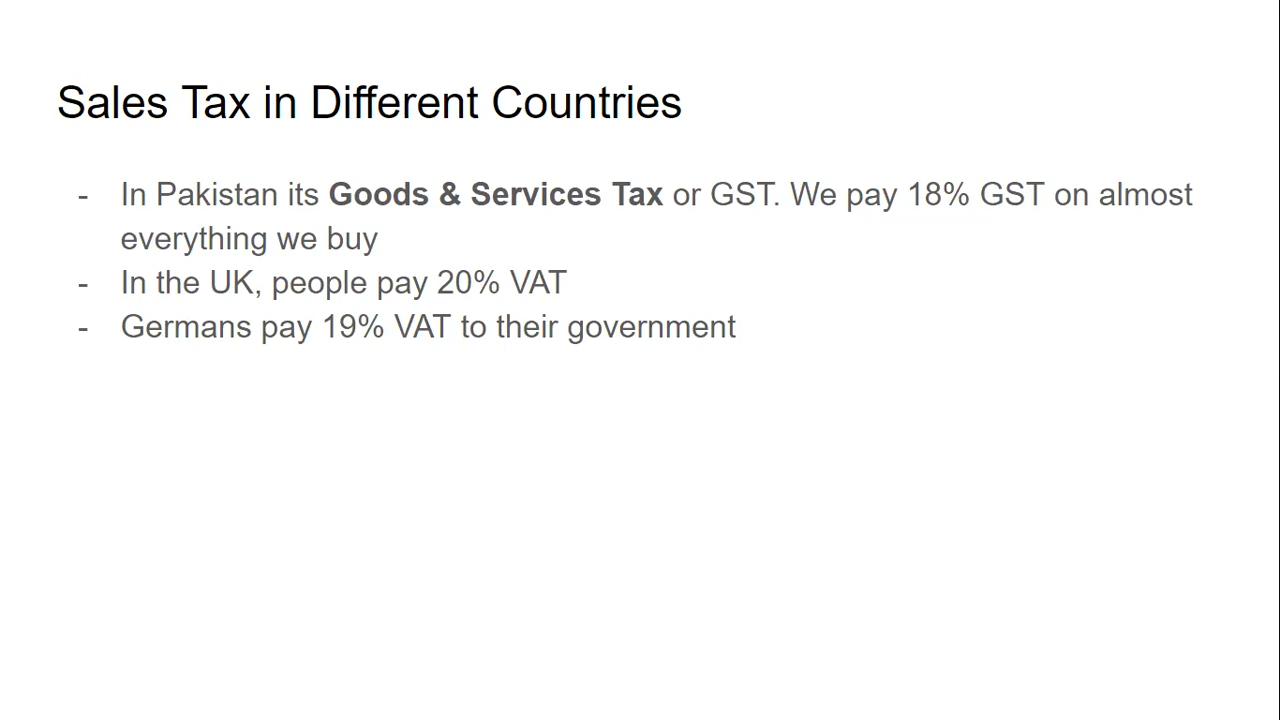 Sales Tax in Different Countries
- In Pakistan its Goods & Services Tax or GST. We pay 18% GST on almost
everything we buy
- In the UK, people pay 20% VAT
- Germans pay 19% VAT to their government